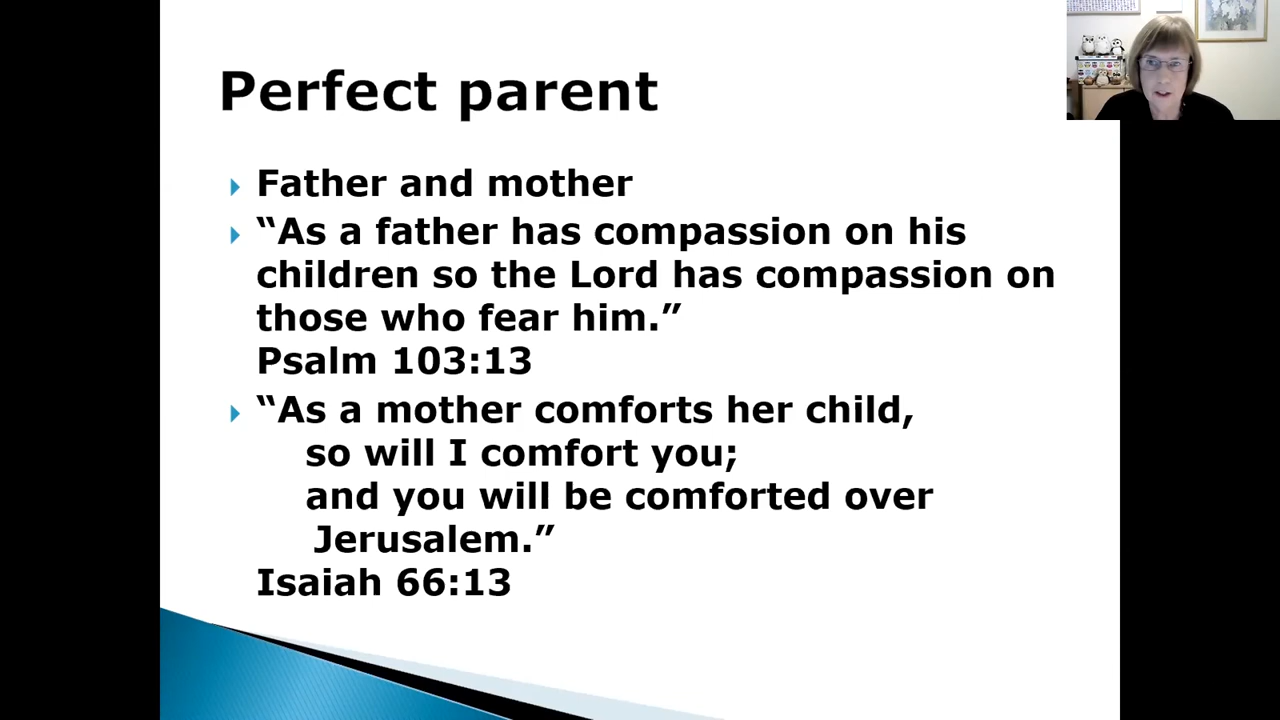 Perfect parent
Father and mother
“As a father has compassion on his
children so the Lord has compassion on
those who fear him.”
Psalm 103:13
“As a mother comforts her child,
so will I comfort you;
and you will be comforted over
Jerusalem.”
Isaiah 66:13